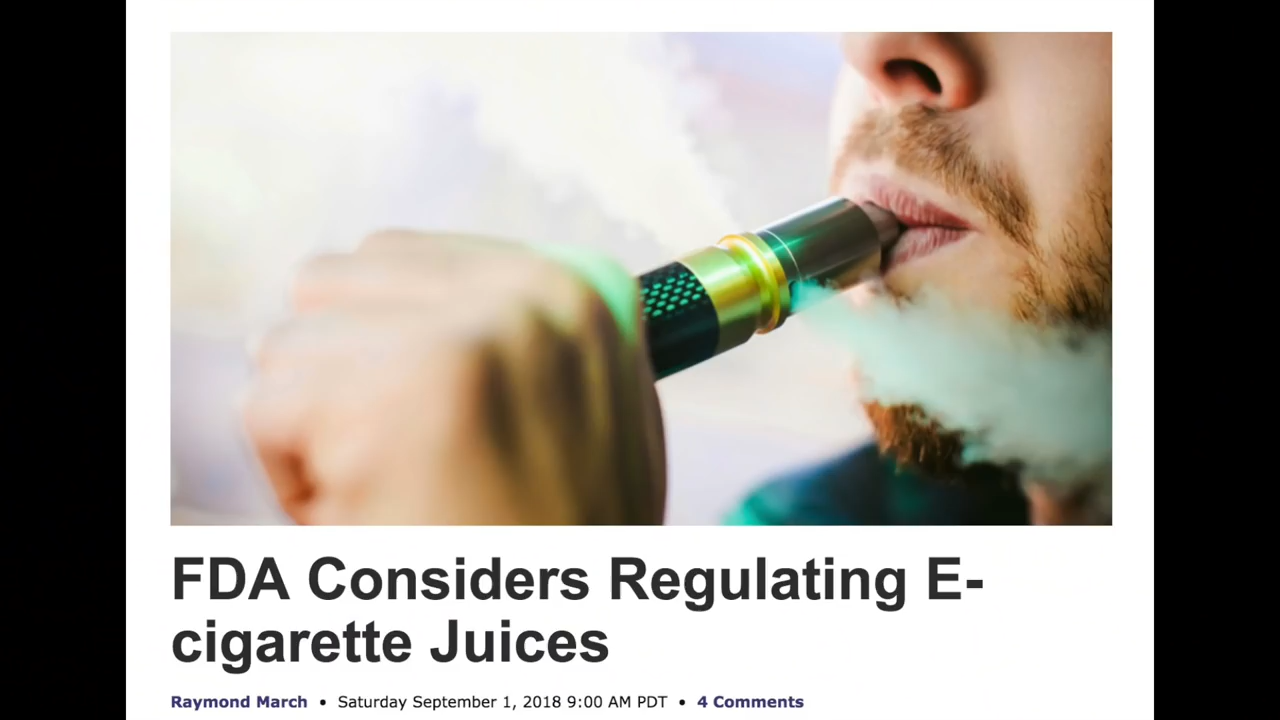 FDA Considers Regulating E-
cigarette Juices
Raymond March • Saturday September 1, 2018 9:00 AM PDT • 4 Comments